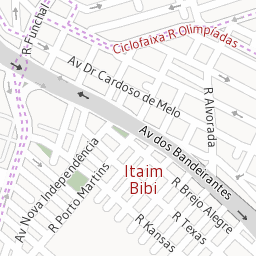 R Funchal
Ciclofaixa R Olimpíadas
Av Dr Cardoso de Melo
R Alvorada
Av dos Bandeirantes
Itaim
Bibi
Av Nova Independência
R Porto Martins
R Brejo Alegre
R Texas
R Kansas